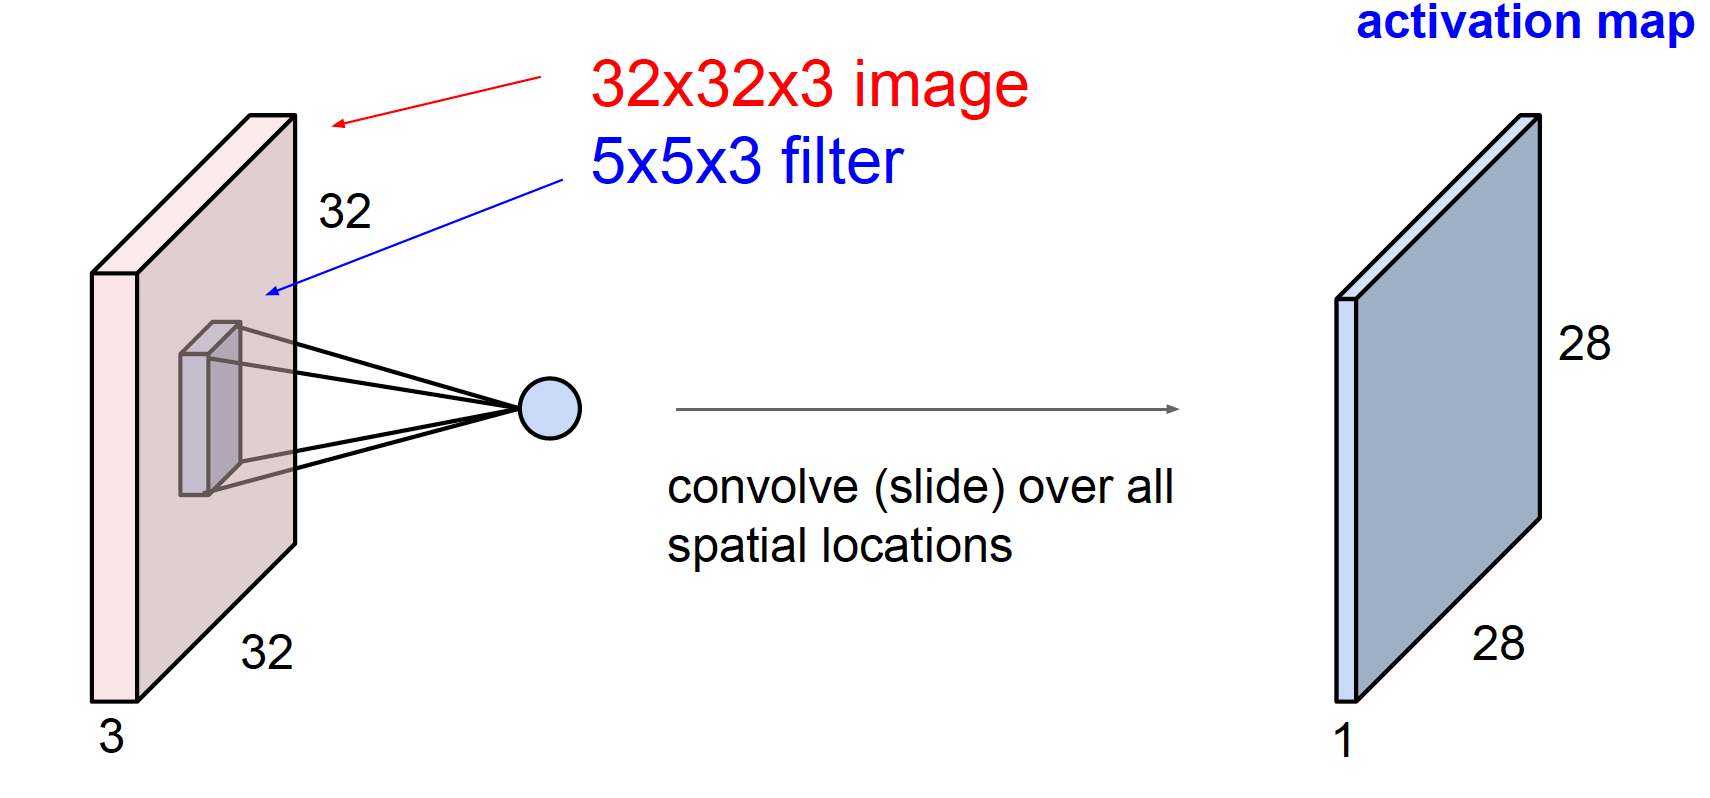 activation map
32x32x3 image
5x5x3 filter
32
32
3
convolve (slide) over all
spatial locations
28
28
1